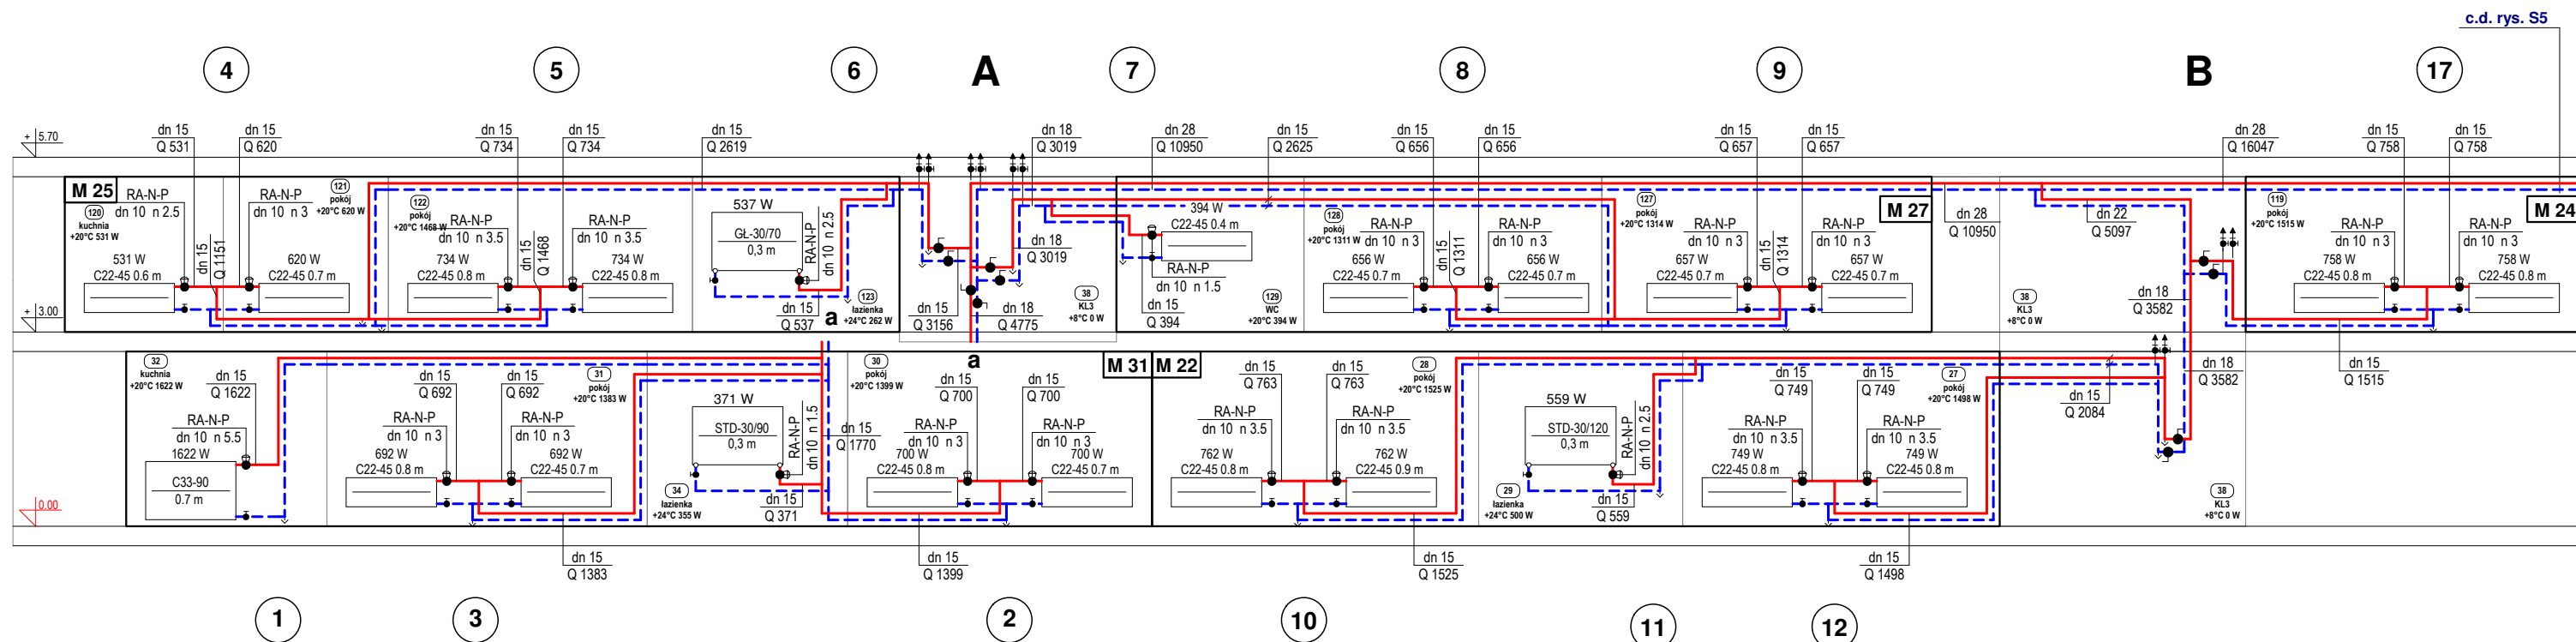 c.d. rys. S5
4
5
6
A
7
8
9
B
17
+ 5.70
dn 15
Q 531
dn 15
Q 620
dn 15
Q 734
dn 15
Q 734
dn 15
Q 2619
dn 18
Q 3019
dn 28
Q 10950
dn 15
Q 2625
dn 15
Q 656
dn 15
Q 656
dn 15
Q 657
dn 15
Q 657
dn 28
Q 16047
dn 15
Q 758
dn 15
Q 758
M 25
RA-N-P
dn 10 n 2.5
120
kuchnia
+20°C 531 W
531 W
C22-45 0.6 m
dn 15
Q 1151
RA-N-P
dn 10 n 3
620 W
C22-45 0.7 m
121
pokój
+20°C 620 W
122
pokój
+20°C 1468 W
RA-N-P
dn 10 n 3.5
734 W
C22-45 0.8 m
dn 15
Q 1468
RA-N-P
dn 10 n 3.5
734 W
C22-45 0.8 m
537 W
GŁ-30/70
0,3 m
RA-N-P
dn 10 n 2.5
dn 15
Q 537
a
123
łazienka
+24°C 262 W
dn 15
Q 3156
dn 18
Q 4775
dn 18
Q 3019
38
KL3
+8°C 0 W
394 W
C22-45 0.4 m
RA-N-P
dn 10 n 1.5
dn 15
Q 394
129
WC
+20°C 394 W
128
pokój
+20°C 1311 W
RA-N-P
dn 10 n 3
656 W
C22-45 0.7 m
dn 15
Q 1311
RA-N-P
dn 10 n 3
656 W
C22-45 0.7 m
127
pokój
+20°C 1314 W
RA-N-P
dn 10 n 3
657 W
C22-45 0.7 m
dn 15
Q 1314
RA-N-P
dn 10 n 3
657 W
C22-45 0.7 m
M 27
dn 28
Q 10950
dn 22
Q 5097
38
KL3
+8°C 0 W
dn 18
Q 3582
119
pokój
+20°C 1515 W
RA-N-P
dn 10 n 3
758 W
C22-45 0.8 m
RA-N-P
dn 10 n 3
758 W
C22-45 0.8 m
M 24
+ 3.00
a
32
kuchnia
+20°C 1622 W
dn 15
Q 1622
RA-N-P
dn 10 n 5.5
1622 W
C33-90
0.7 m
dn 15
Q 692
dn 15
Q 692
31
pokój
+20°C 1383 W
RA-N-P
dn 10 n 3
692 W
C22-45 0.8 m
RA-N-P
dn 10 n 3
692 W
C22-45 0.7 m
371 W
STD-30/90
0,3 m
RA-N-P
dn 10 n 1.5
34
łazienka
+24°C 355 W
dn 15
Q 371
dn 15
Q 1770
30
pokój
+20°C 1399 W
dn 15
Q 700
dn 15
Q 700
RA-N-P
dn 10 n 3
700 W
C22-45 0.8 m
RA-N-P
dn 10 n 3
700 W
C22-45 0.7 m
M 31
M 22
dn 15
Q 763
dn 15
Q 763
28
pokój
+20°C 1525 W
RA-N-P
dn 10 n 3.5
762 W
C22-45 0.8 m
RA-N-P
dn 10 n 3.5
762 W
C22-45 0.9 m
559 W
STD-30/120
0,3 m
RA-N-P
dn 10 n 2.5
29
łazienka
+24°C 500 W
dn 15
Q 559
dn 15
Q 749
dn 15
Q 749
27
pokój
+20°C 1498 W
RA-N-P
dn 10 n 3.5
749 W
C22-45 0.8 m
RA-N-P
dn 10 n 3.5
749 W
C22-45 0.8 m
dn 15
Q 2084
dn 18
Q 3582
38
KL3
+8°C 0 W
dn 15
Q 1515
0.00
dn 15
Q 1383
dn 15
Q 1399
dn 15
Q 1525
dn 15
Q 1498
1
3
2
10
11
12